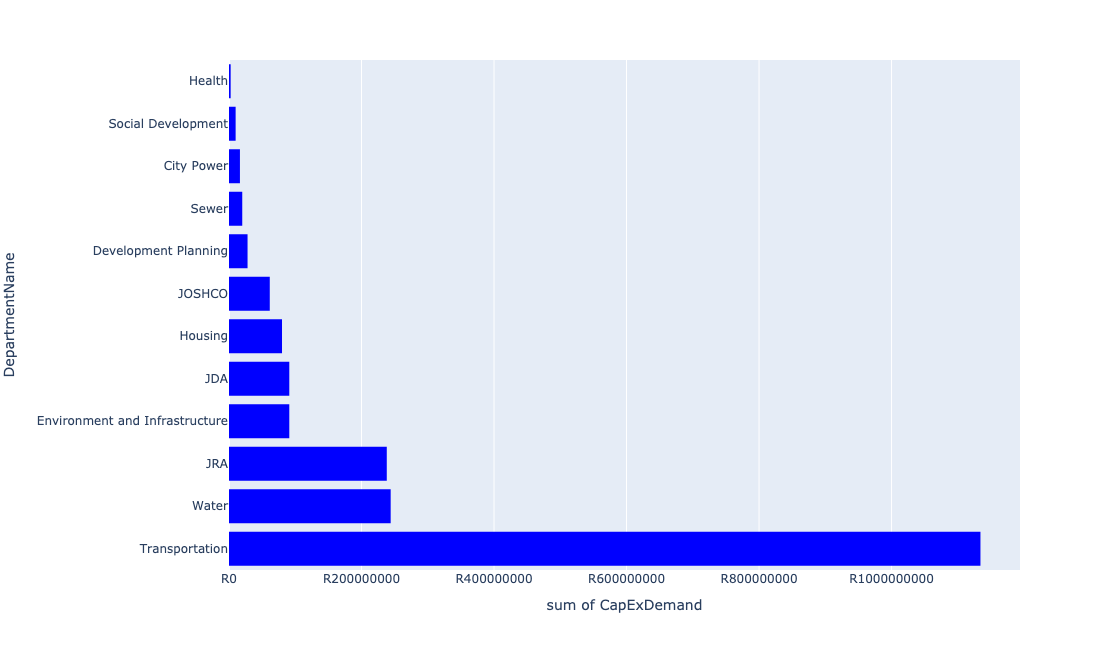 DepartmentName
Health
Social Development
City Power
Sewer
Development Planning
JOSHCO
Housing
JDA
Environment and Infrastructure
JRA
Water
Transportation
R0 R200000000 R400000000 R600000000 R800000000 R1000000000
sum of CapExDemand